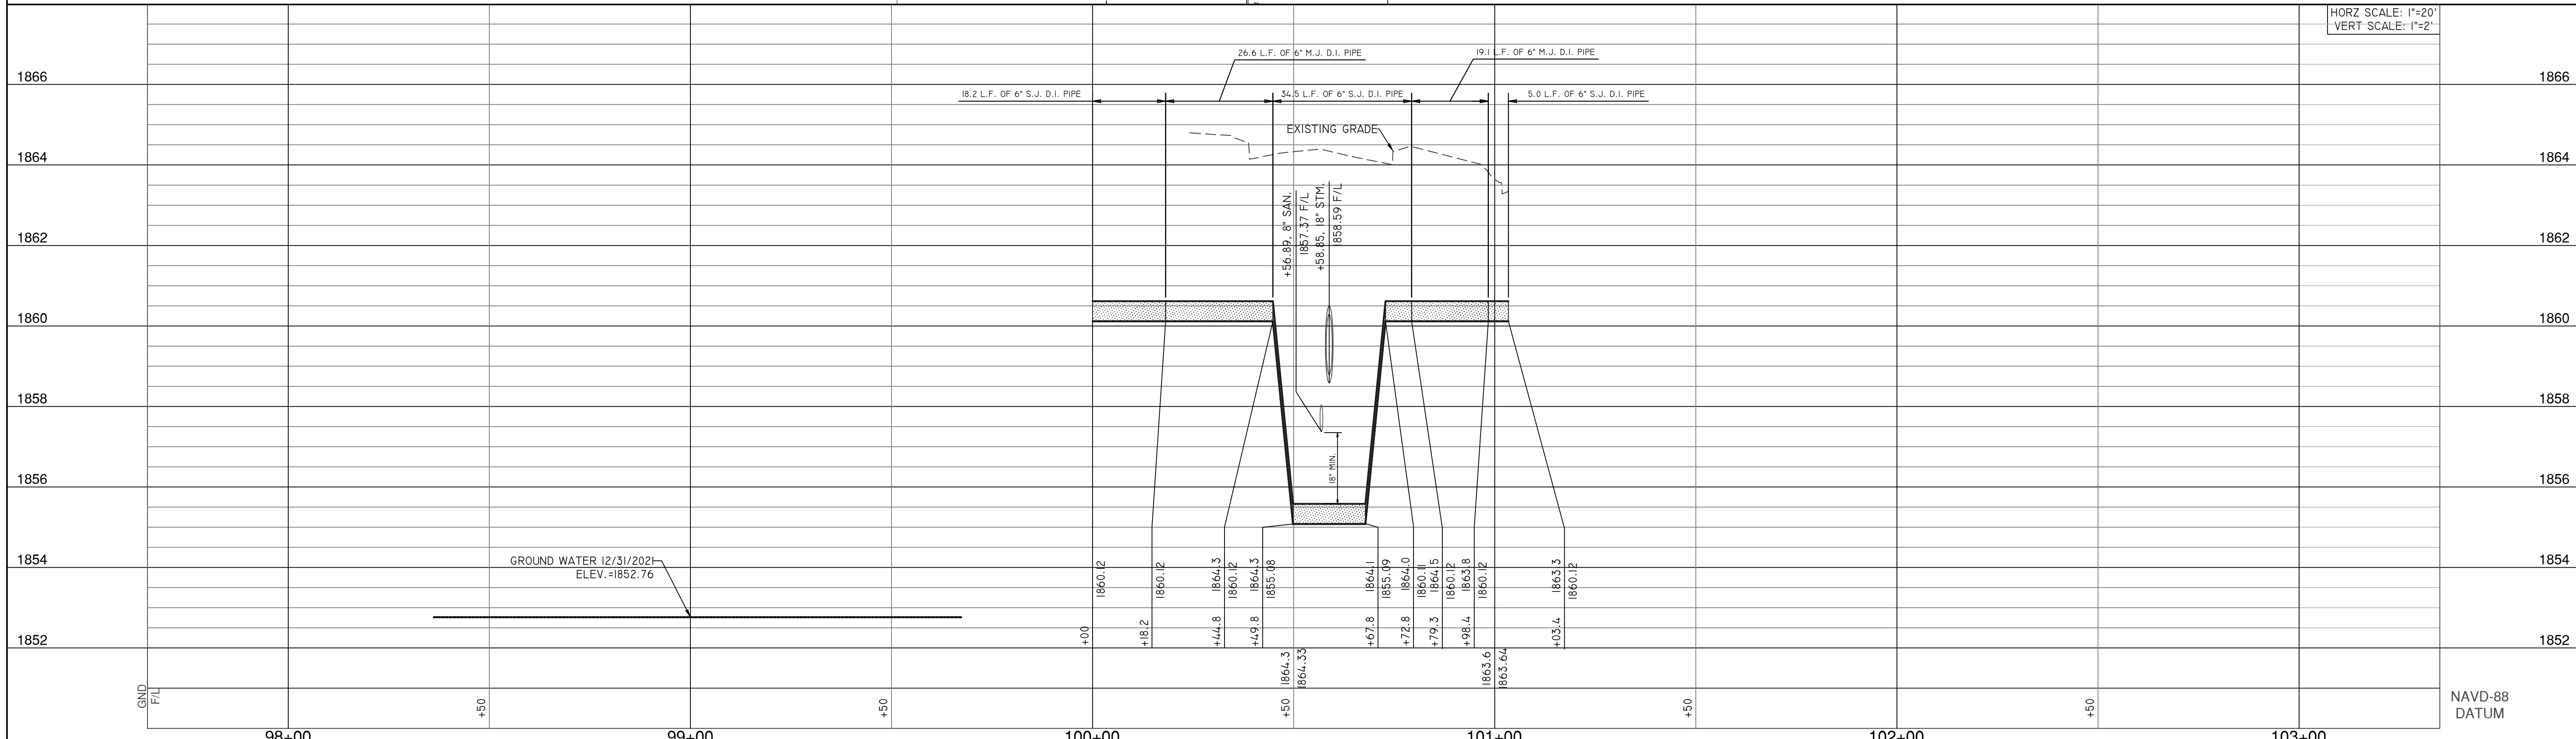 HORZ SCALE: 1"=20'
VERT SCALE: 1"=2'
26.6 L.F. OF 6" M.J. D.I. PIPE
19.1 L.F. OF 6" M.J. D.I. PIPE
1866
1866
18.2 L.F. OF 6" S.J. D.I. PIPE
34.5 L.F. OF 6" S.J. D.I. PIPE
5.0 L.F. OF 6" S.J. D.I. PIPE
EXISTING GRADE
1864
1864
+56.89, 8" SAN.
1857.37 F/L
+58.85, 18" STM.
1858.59 F/L
1862
1862
1860
1860
1858
1858
18" MIN.
1856
1856
1854
1854
GROUND WATER 12/31/2021
ELEV.=1852.76
1860.12
1860.12
1864.3
1860.12
1864.3
1855.08
1864.1
1855.09
1864.0
1860.11
1864.5
1860.12
1863.8
1860.12
1863.3
1860.12
+00
+18.2
+44.8
+49.8
+67.8
+72.8
+79.3
+98.4
+03.4
1852
1852
1864.3
1864.33
1863.6
1863.64
GND
F/L
+50
+50
+50
+50
+50
NAVD-88
DATUM
98+00
99+00
100+00
101+00
102+00
103+00